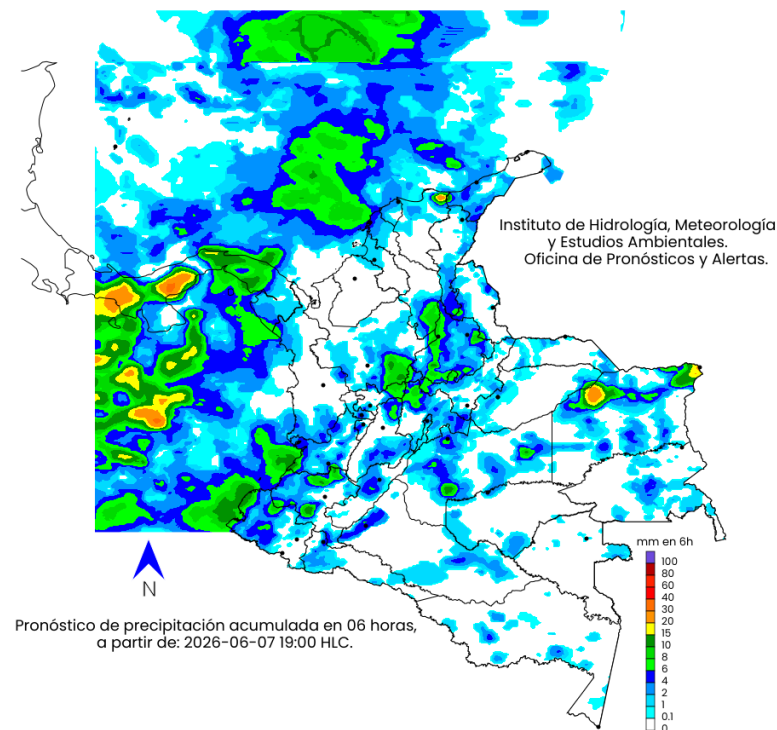 Instituto de Hidrología, Meteorología
y Estudios Ambientales.
Oficina de Pronósticos y Alertas.
mm en 6h
100
80
60
40
30
20
15
10
8
6
4
2
1
0.1
0
N
Pronóstico de precipitación acumulada en 06 horas,
a partir de: 2026-06-07 19:00 HLC.